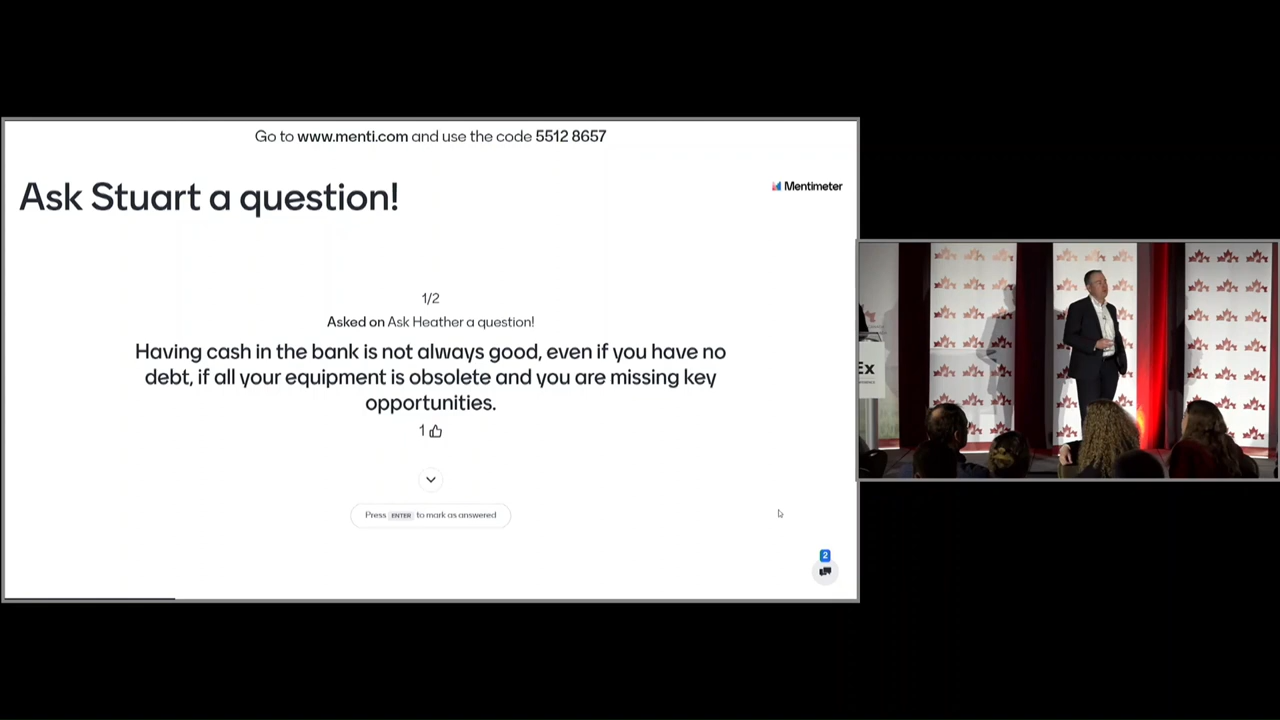 Go to www.menti.com and use the code 5512 8657
Ask Stuart a question!
Mentimeter
1/2
Asked on Ask Heather a question!
Having cash in the bank is not always good, even if you have no
debt, if all your equipment is obsolete and you are missing key
opportunities.
1
Press ENTER to mark as answered
2
Ex